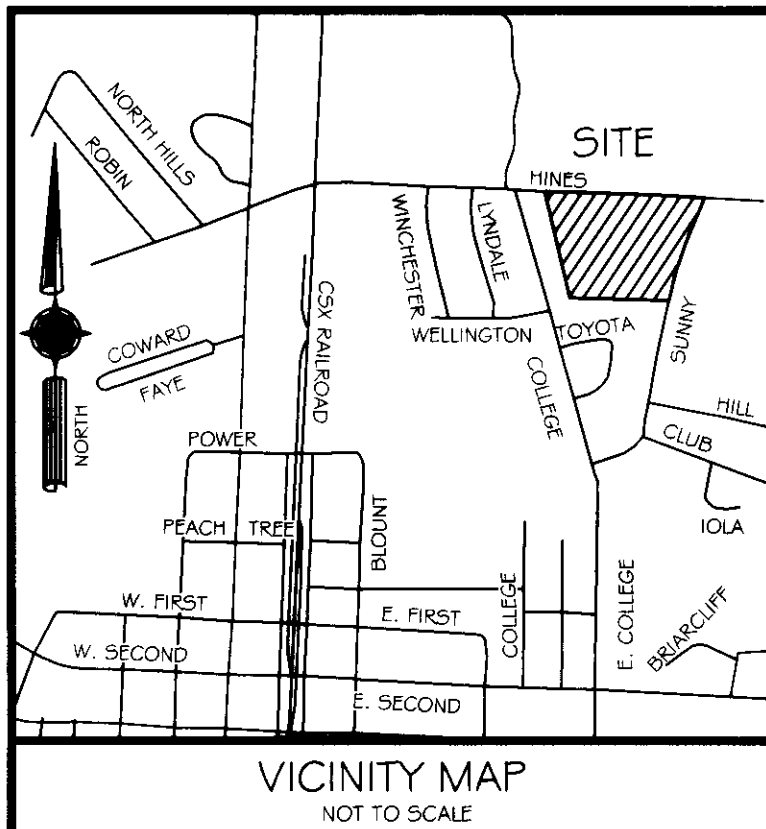 NORTH HILLS
ROBIN
SITE
HINES
WINCHESTER
LYNDALE
CSX RAILROAD
WELLINGTON
TOYOTA
SUNNY
COWARD
FAYE
COLLEGE
HILL
NORTH
POWER
CLUB
PEACH TREE
BLOUNT
IOLA
W. FIRST
E. FIRST
COLLEGE
E. COLLEGE
BRIARCLIFF
W. SECOND
E. SECOND
VICINITY MAP
NOT TO SCALE